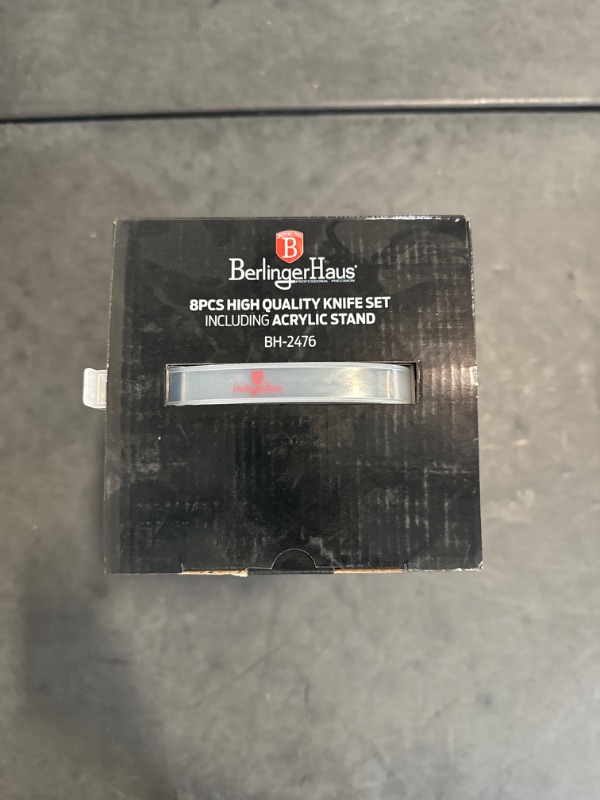 B
BerlingerHaus®
PROFESSIONAL PRECISION
8PCS HIGH QUALITY KNIFE SET
INCLUDING ACRYLIC STAND
BH-2476